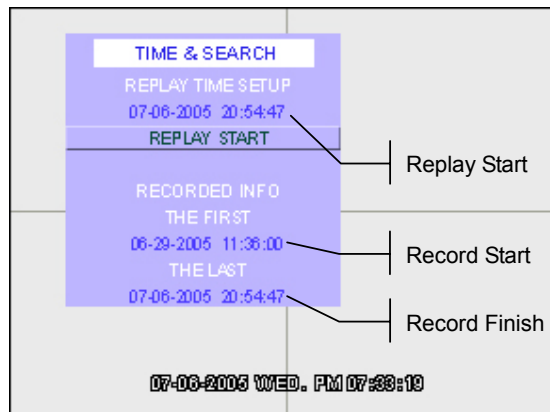 TIME & SEARCH
REPLAY TIME SETUP
07-06-2005 20:54:47
REPLAY START
Replay Start
RECORDED INFO
THE FIRST
06-29-2005 11:36:00
Record Start
THE LAST
07-06-2005 20:54:47
Record Finish
07-06-2005 WED. PM 07:33:19